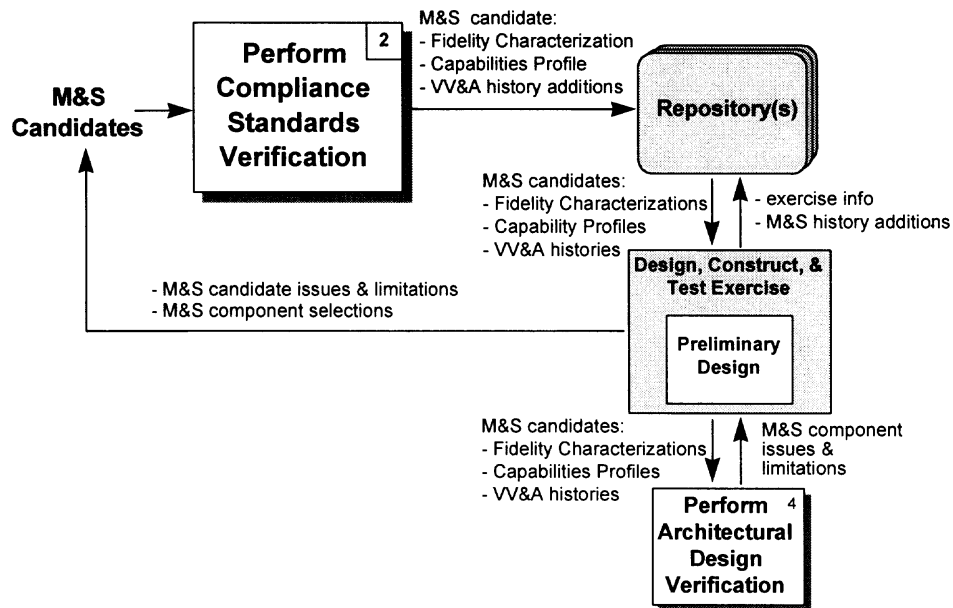 M&S candidate:
- Fidelity Characterization
- Capabilities Profile
- VV&A history additions
2
Perform
Compliance
Standards
Verification
M&S
Candidates
Repository(s)
M&S candidates:
- Fidelity Characterizations
- Capability Profiles
- VV&A histories
- exercise info
- M&S history additions
Design, Construct, &
Test Exercise
Preliminary
Design
- M&S candidate issues & limitations
- M&S component selections
M&S candidates:
- Fidelity Characterizations
- Capabilities Profiles
- VV&A histories
M&S component
issues &
limitations
Perform 4
Architectural
Design
Verification